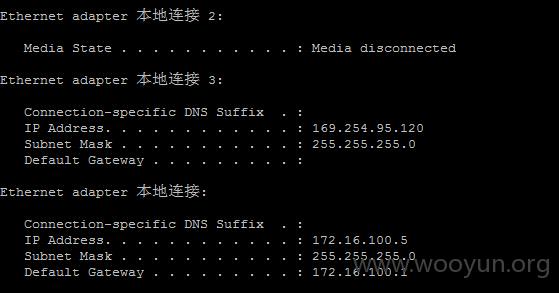 Ethernet adapter 本地连接 2:
Media State . . . . . . . . . . . : Media disconnected
Ethernet adapter 本地连接 3:
Connection-specific DNS Suffix  . :
IP Address. . . . . . . . . . . . : 169.254.95.120
Subnet Mask . . . . . . . . . . . : 255.255.255.0
Default Gateway . . . . . . . . . :
Ethernet adapter 本地连接:
Connection-specific DNS Suffix  . :
IP Address. . . . . . . . . . . . : 172.16.100.5
Subnet Mask . . . . . . . . . . . : 255.255.255.0
Default Gateway . . . . . . . . . : 172.16.100.1
www.wooyun.org